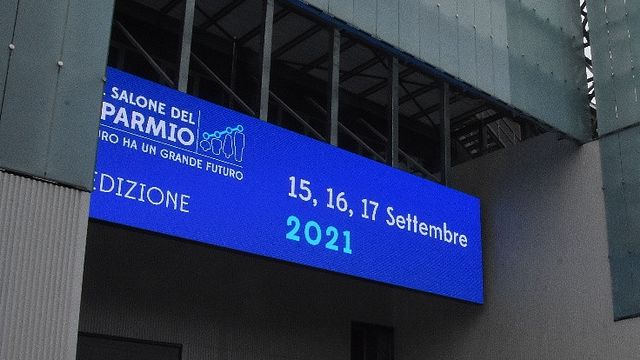 SALONE DEL
PARMIO
URO HA UN GRANDE FUTURO
EDIZIONE
15, 16, 17 Settembre
2021